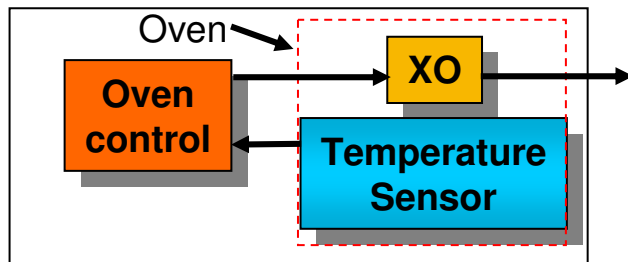 Oven
XO
Oven
control
Temperature
Sensor